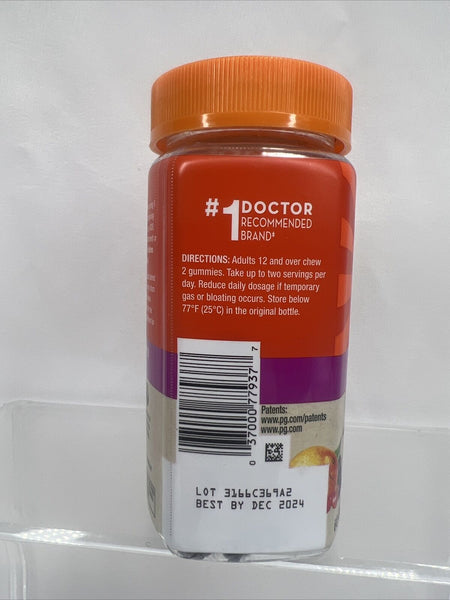 #1 DOCTOR
RECOMMENDED
BRAND‡
DIRECTIONS: Adults 12 and over chew
2 gummies. Take up to two servings per
day. Reduce daily dosage if temporary
gas or bloating occurs. Store below
77°F (25°C) in the original bottle.
0 37000 77937 7
Patents:
www.pg.com/patents
www.pg.com
LOT 3166C369A2
BEST BY DEC 2024